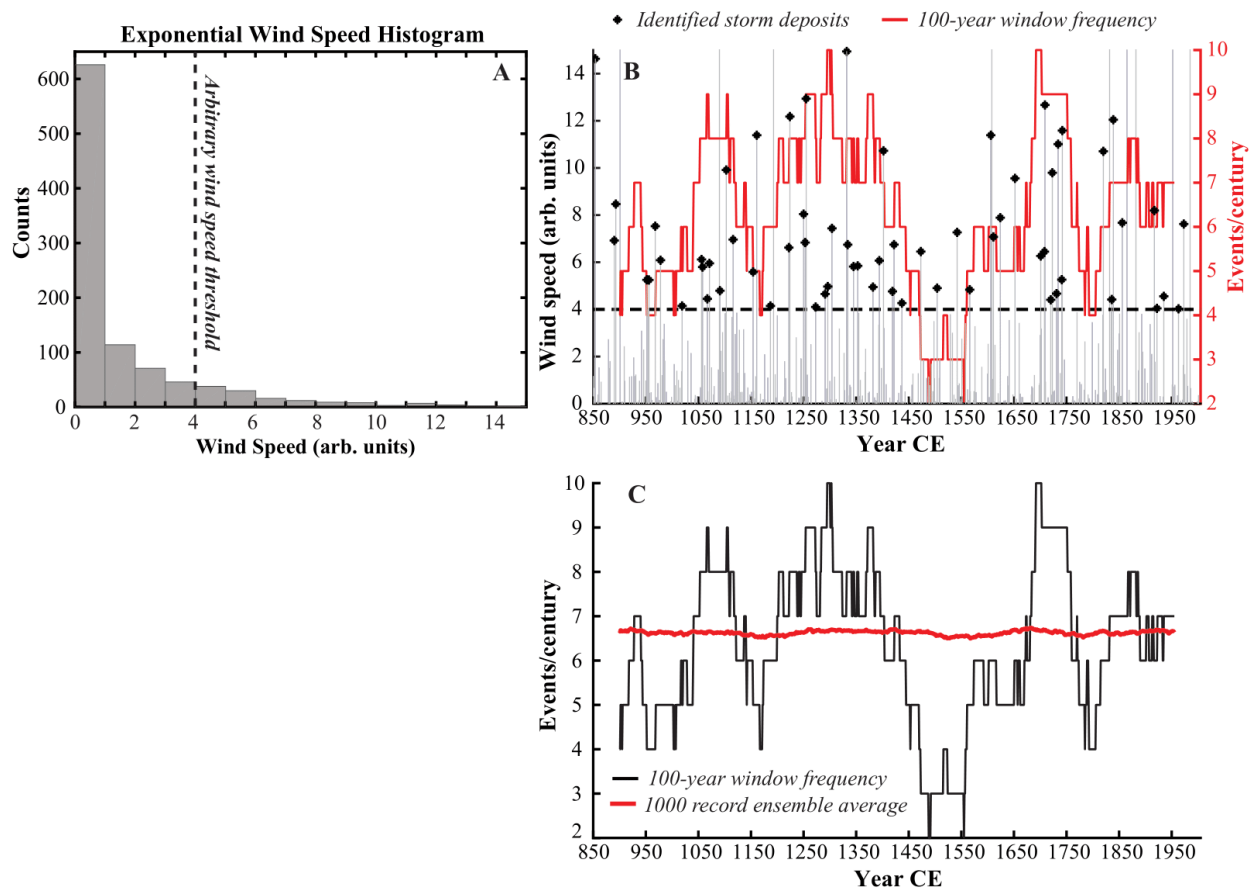 Exponential Wind Speed Histogram
A
Arbitrary wind speed threshold
Counts
600
500
400
300
200
100
0
0 2 4 6 8 10 12 14
Wind Speed (arb. units)
Identified storm deposits
100-year window frequency
B
Wind speed (arb. units)
14
12
10
8
6
4
2
0
Events/century
10
9
8
7
6
5
4
3
2
850 950 1050 1150 1250 1350 1450 1550 1650 1750 1850 1950
Year CE
C
Events/century
10
9
8
7
6
5
4
3
2
100-year window frequency
1000 record ensemble average
850 950 1050 1150 1250 1350 1450 1550 1650 1750 1850 1950
Year CE